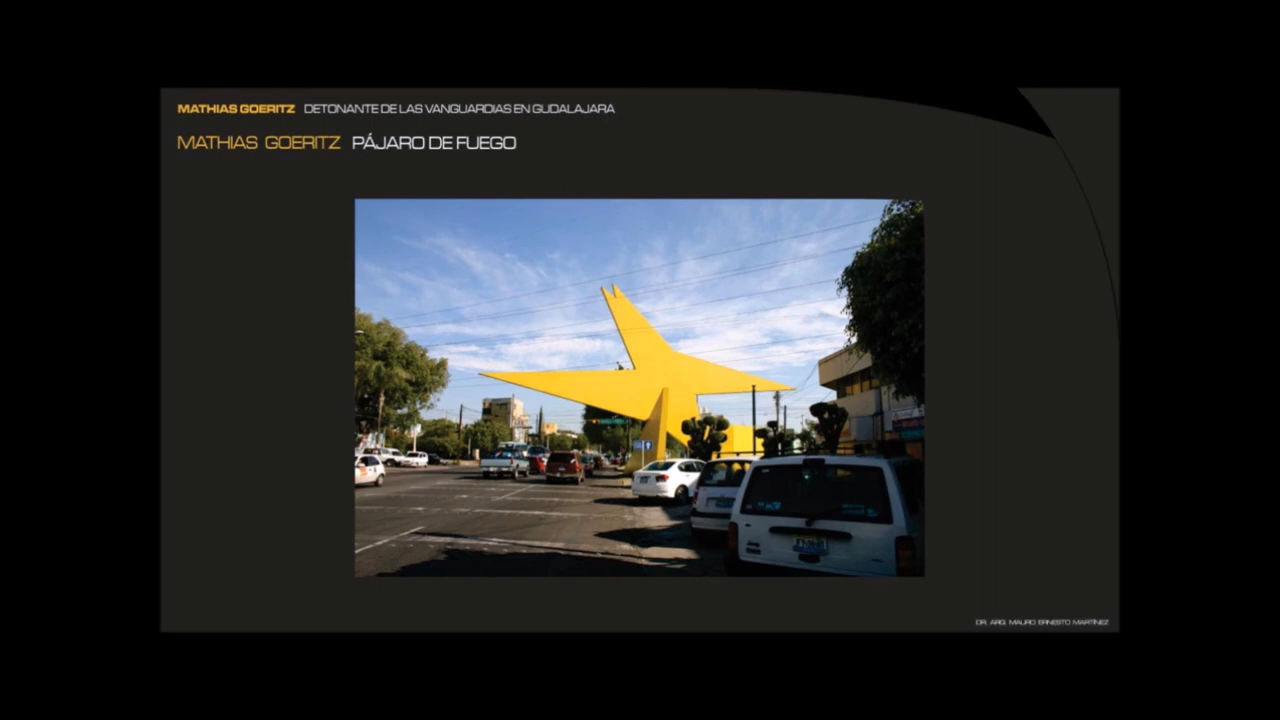 MATHIAS GOERITZ DETONANTE DE LAS VANGUARDIAS EN GUDALAJARA
MATHIAS GOERITZ PÁJARO DE FUEGO
DR. ARQ. MAURO ERNESTO MARTÍNEZ